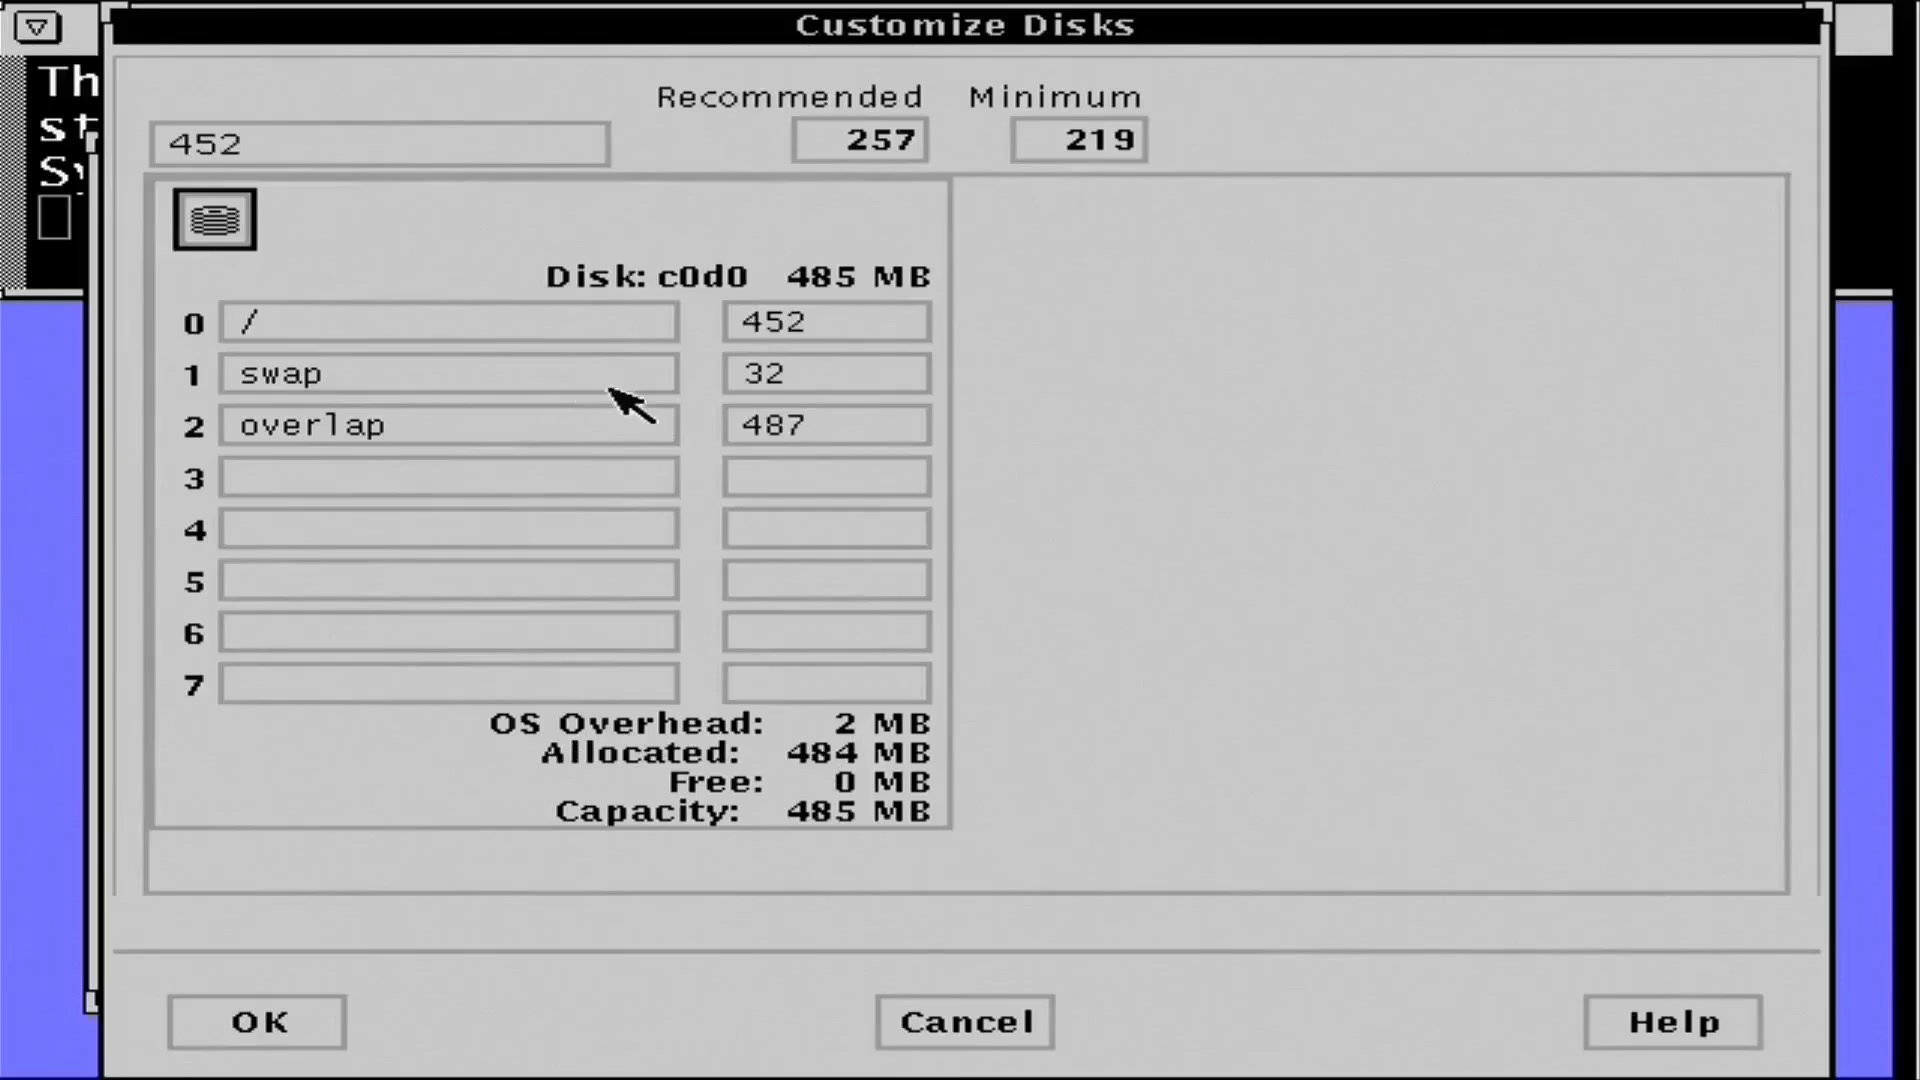 Customize Disks
Th
st
Recommended Minimum
452 257 219
Disk: c0d0 485 MB
0 / 452
1 swap 32
2 overlap 487
3
4
5
6
7
OS Overhead: 2 MB
Allocated: 484 MB
Free: 0 MB
Capacity: 485 MB
OK Cancel Help